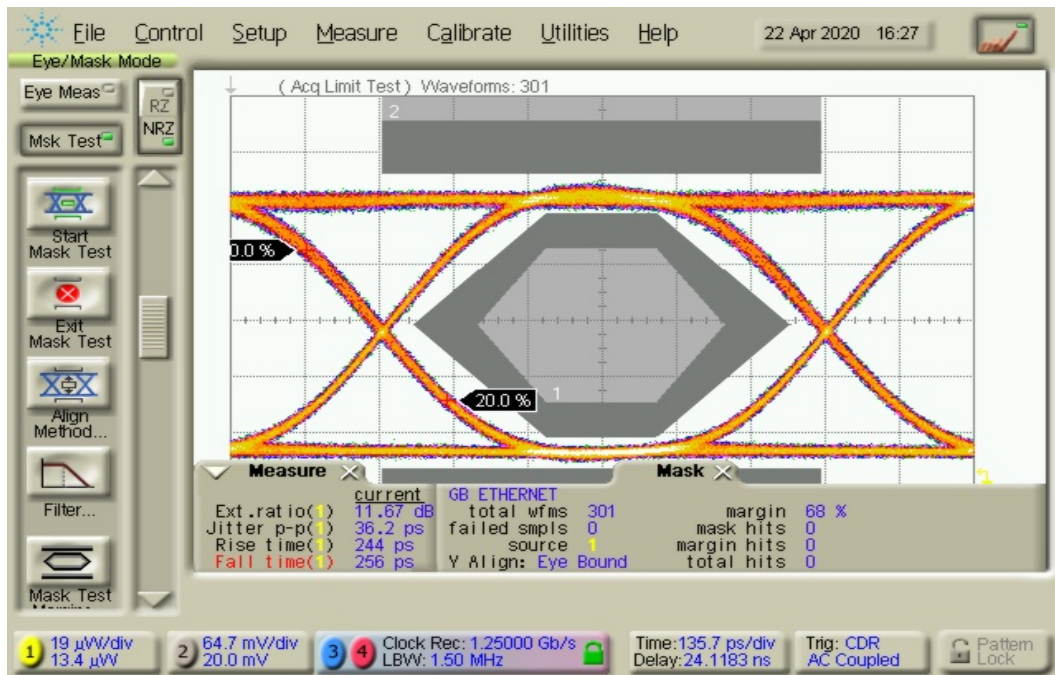 File Control Setup Measure Calibrate Utilities Help 22 Apr 2020 16:27
Eye/Mask Mode
Eye Meas
RZ
NRZ
Msk Test
Start
Mask Test
Exit
Mask Test
Align
Method...
Filter...
Mask Test
( Acq Limit Test ) Waveforms: 301
2
0.0 %
20.0 %
1
Measure
current
Ext.ratio(1) 11.67 dB
Jitter p-p(1) 36.2 ps
Rise time(1) 244 ps
Fall time(1) 256 ps
Mask
GB ETHERNET
total wfms 301 margin 68 %
failed smpls 0 mask hits 0
source 1 margin hits 0
Y Align: Eye Bound total hits 0
1 19 µW/div
13.4 µW
2 64.7 mV/div
20.0 mV
3 4 Clock Rec: 1.25000 Gb/s
LBW: 1.50 MHz
Time:135.7 ps/div
Delay:24.1183 ns
Trig: CDR
AC Coupled
Pattern
Lock